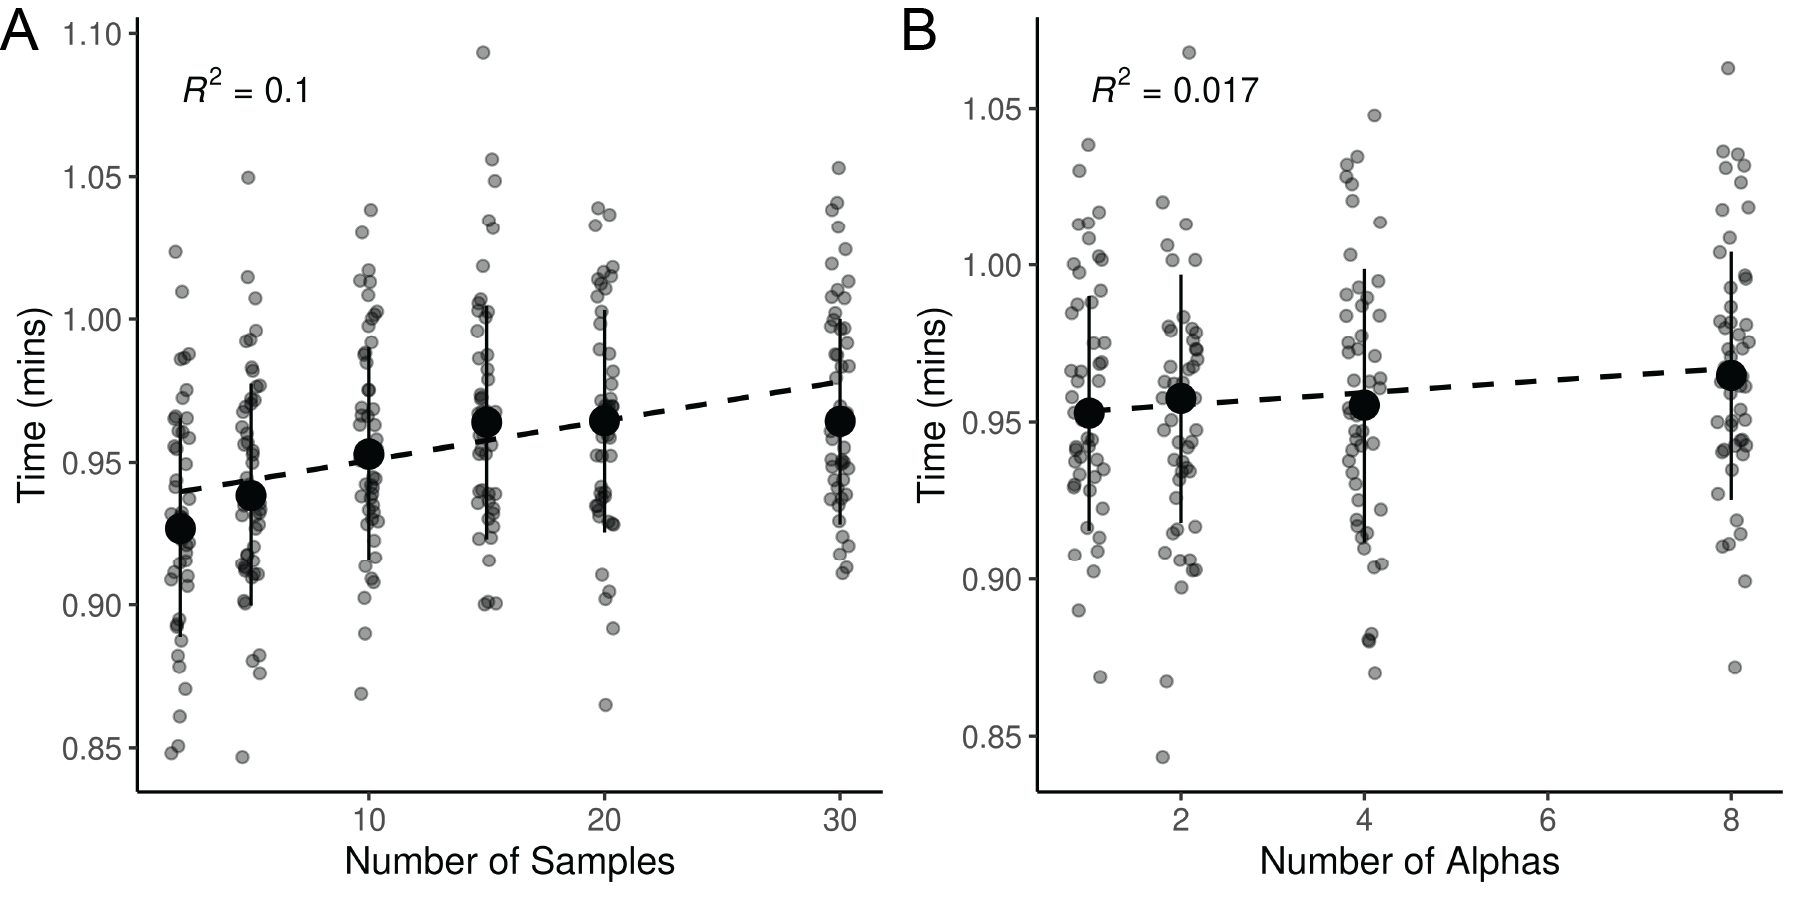 A
R² = 0.1
1.10
1.05
1.00
0.95
0.90
0.85
Time (mins)
10 20 30
Number of Samples
B
R² = 0.017
1.05
1.00
0.95
0.90
0.85
Time (mins)
2 4 6 8
Number of Alphas